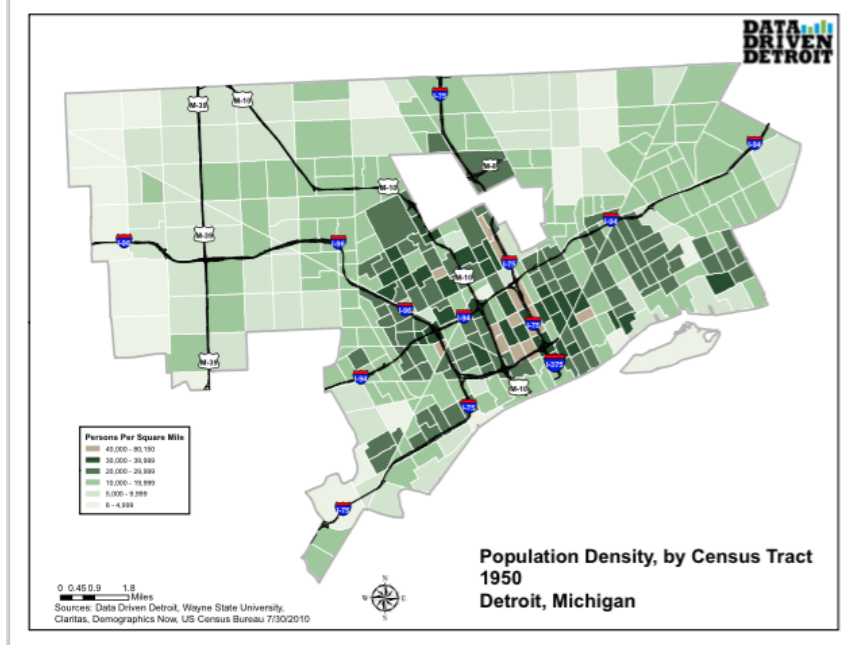 DATA
DRIVEN
DETROIT
I-75
M-39
M-10
I-94
M-8
M-10
I-94
M-39
I-96
I-96
I-75
M-10
I-96
I-94
I-75
M-39
I-94
I-375
M-10
I-75
Persons Per Square Mile
40,000 - 80,150
30,000 - 39,999
20,000 - 29,999
10,000 - 19,999
5,000 - 9,999
- 4,999
I-75
Population Density, by Census Tract
1950
Detroit, Michigan
N
W E
S
0 0.45 0.9 1.8
Miles
Sources: Data Driven Detroit, Wayne State University,
Claritas, Demographics Now, US Census Bureau 7/30/2010